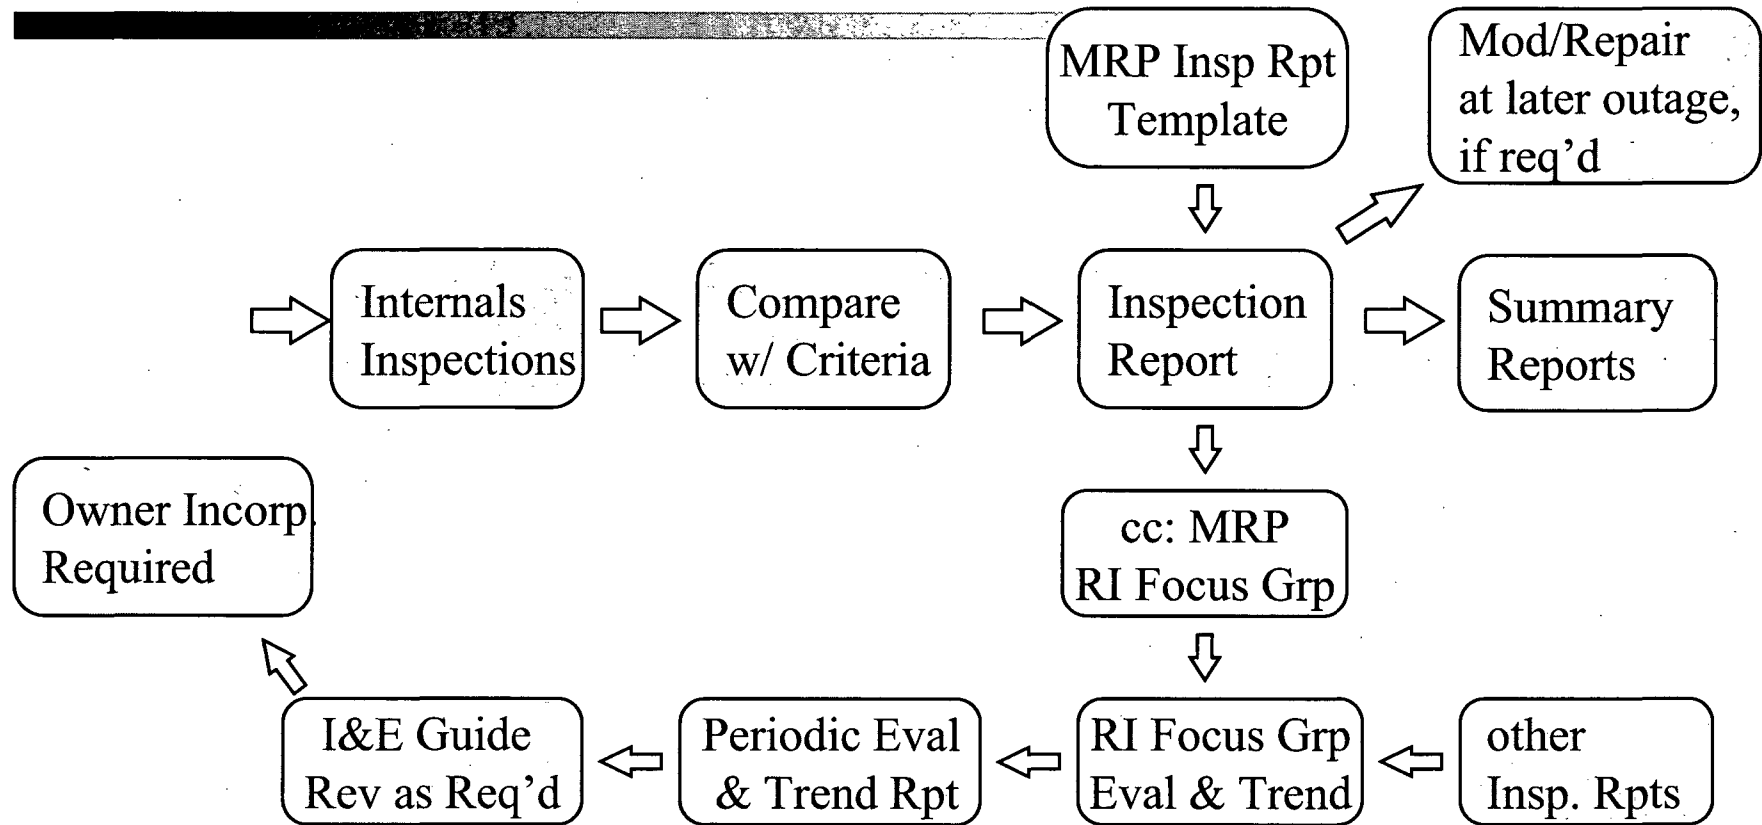 MRP Insp Rpt
Template
Mod/Repair
at later outage,
if req'd
Internals
Inspections
Compare
w/ Criteria
Inspection
Report
Summary
Reports
Owner Incorp.
Required
cc: MRP
RI Focus Grp
I&E Guide
Rev as Req'd
Periodic Eval
& Trend Rpt
RI Focus Grp
Eval & Trend
other
Insp. Rpts